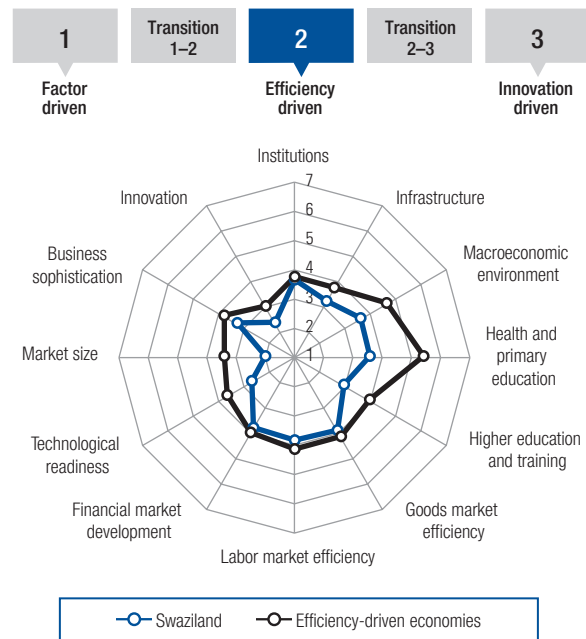 1
Transition
1–2
2
Transition
2–3
3
Factor
driven
Efficiency
driven
Innovation
driven
Institutions
Infrastructure
Macroeconomic
environment
Health and
primary
education
Higher education
and training
Goods market
efficiency
Labor market efficiency
Financial market
development
Technological
readiness
Market size
Business
sophistication
Innovation
7
6
5
4
3
2
1
Swaziland
Efficiency-driven economies